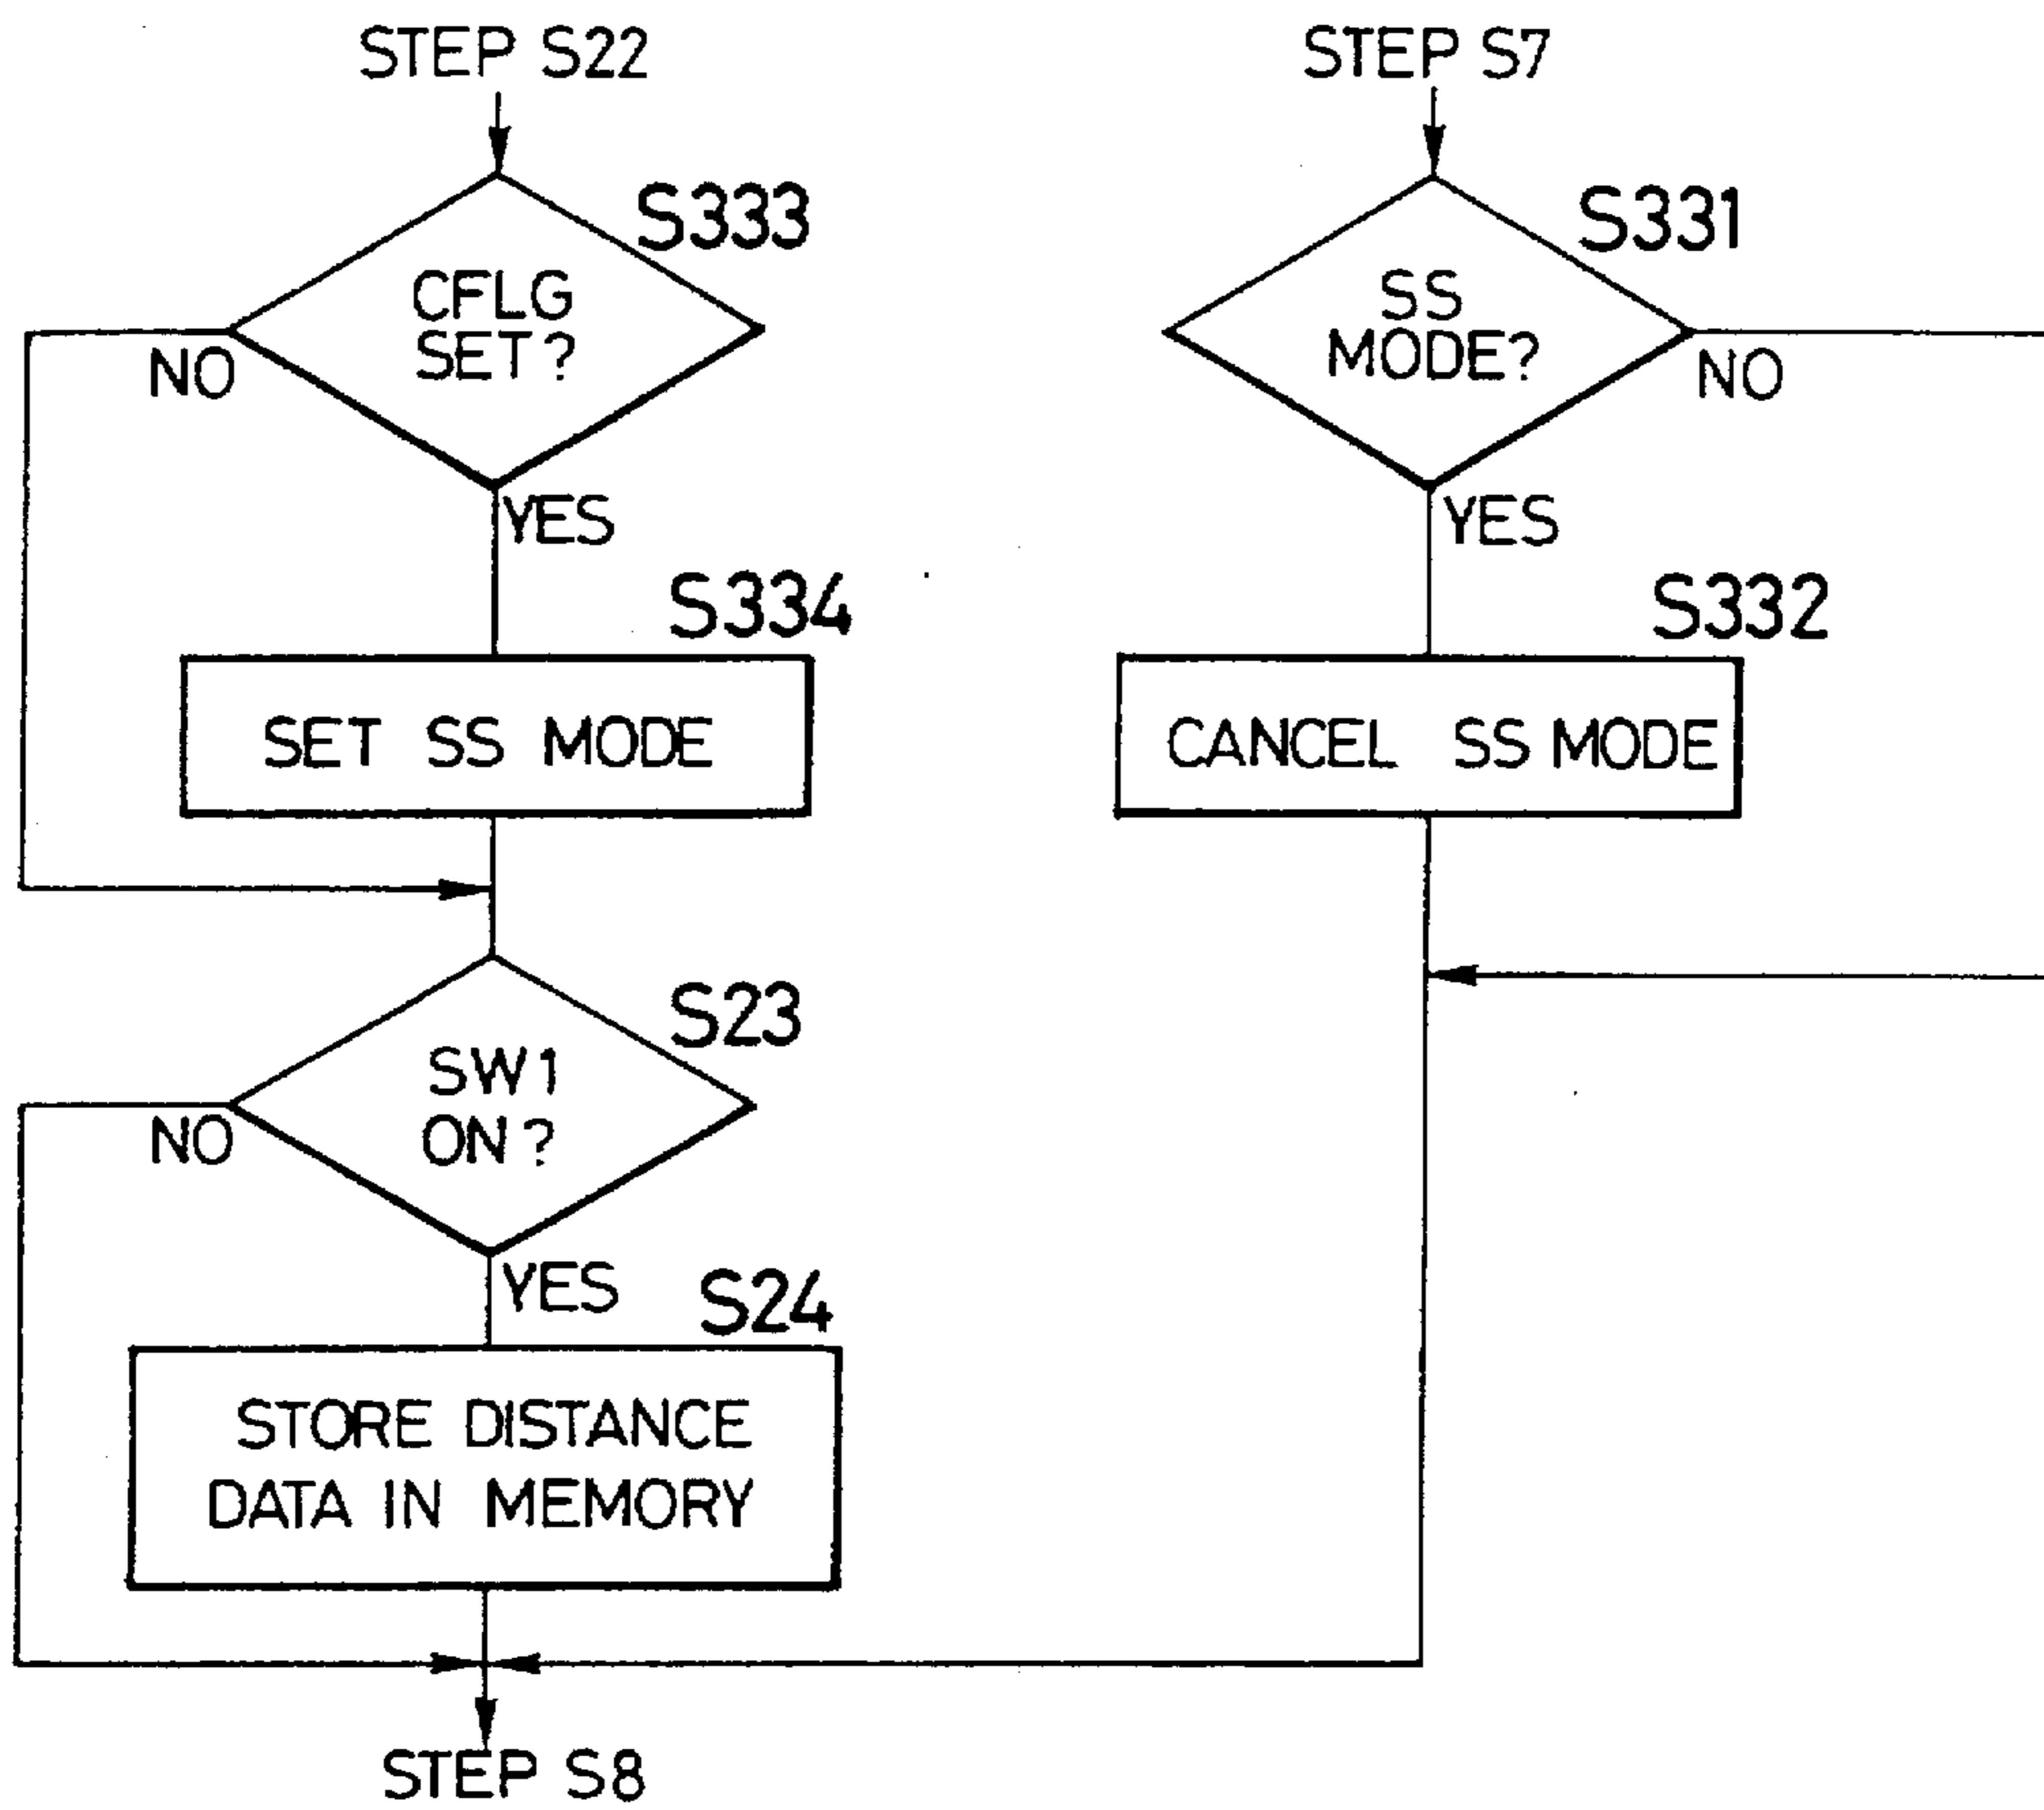 STEP S22
S333
CFLG
SET?
NO
YES
S334
SET SS MODE
S23
SW1
ON?
NO
YES
S24
STORE DISTANCE
DATA IN MEMORY
STEP S8
STEP S7
S331
SS
MODE?
NO
YES
S332
CANCEL SS MODE